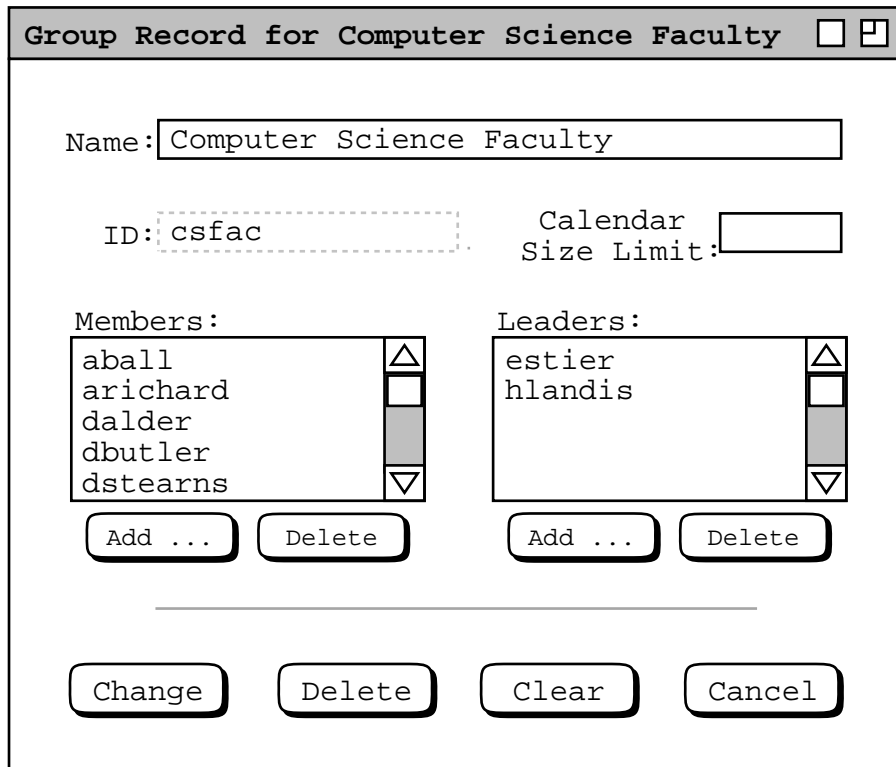 Group Record for Computer Science Faculty
Name: Computer Science Faculty
ID: csfac
Calendar
Size Limit:
Members:
aball
arichard
dalder
dbutler
dstearns
Add ... Delete
Leaders:
estier
hlandis
Add ... Delete
Change Delete Clear Cancel